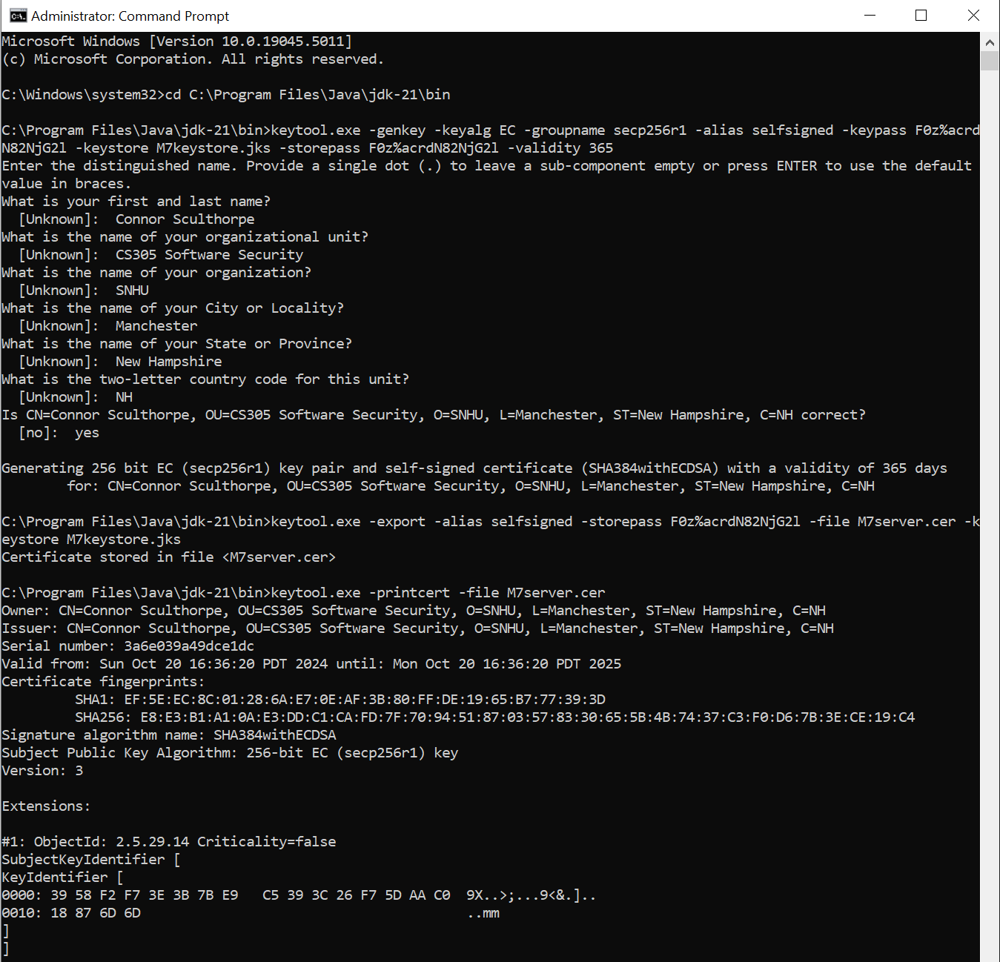 Administrator: Command Prompt
Microsoft Windows [Version 10.0.19045.5011]
(c) Microsoft Corporation. All rights reserved.
C:\Windows\system32>cd C:\Program Files\Java\jdk-21\bin
C:\Program Files\Java\jdk-21\bin>keytool.exe -genkey -keyalg EC -groupname secp256r1 -alias selfsigned -keypass F0z%acrd
N82NjG2l -keystore M7keystore.jks -storepass F0z%acrdN82NjG2l -validity 365
Enter the distinguished name. Provide a single dot (.) to leave a sub-component empty or press ENTER to use the default
value in braces.
What is your first and last name?
  [Unknown]:  Connor Sculthorpe
What is the name of your organizational unit?
  [Unknown]:  CS305 Software Security
What is the name of your organization?
  [Unknown]:  SNHU
What is the name of your City or Locality?
  [Unknown]:  Manchester
What is the name of your State or Province?
  [Unknown]:  New Hampshire
What is the two-letter country code for this unit?
  [Unknown]:  NH
Is CN=Connor Sculthorpe, OU=CS305 Software Security, O=SNHU, L=Manchester, ST=New Hampshire, C=NH correct?
  [no]:  yes
Generating 256 bit EC (secp256r1) key pair and self-signed certificate (SHA384withECDSA) with a validity of 365 days
        for: CN=Connor Sculthorpe, OU=CS305 Software Security, O=SNHU, L=Manchester, ST=New Hampshire, C=NH
C:\Program Files\Java\jdk-21\bin>keytool.exe -export -alias selfsigned -storepass F0z%acrdN82NjG2l -file M7server.cer -k
eystore M7keystore.jks
Certificate stored in file <M7server.cer>
C:\Program Files\Java\jdk-21\bin>keytool.exe -printcert -file M7server.cer
Owner: CN=Connor Sculthorpe, OU=CS305 Software Security, O=SNHU, L=Manchester, ST=New Hampshire, C=NH
Issuer: CN=Connor Sculthorpe, OU=CS305 Software Security, O=SNHU, L=Manchester, ST=New Hampshire, C=NH
Serial number: 3a6e039a49dce1dc
Valid from: Sun Oct 20 16:36:20 PDT 2024 until: Mon Oct 20 16:36:20 PDT 2025
Certificate fingerprints:
         SHA1: EF:5E:EC:8C:01:28:6A:E7:0E:AF:3B:80:FF:DE:19:65:B7:77:39:3D
         SHA256: E8:E3:B1:A1:0A:E3:DD:C1:CA:FD:7F:70:94:51:87:03:57:83:30:65:5B:4B:74:37:C3:F0:D6:7B:3E:CE:19:C4
Signature algorithm name: SHA384withECDSA
Subject Public Key Algorithm: 256-bit EC (secp256r1) key
Version: 3
Extensions:
#1: ObjectId: 2.5.29.14 Criticality=false
SubjectKeyIdentifier [
KeyIdentifier [
0000: 39 58 F2 F7 3E 3B 7B E9   C5 39 3C 26 F7 5D AA C0  9X..>;...9<&.]..
0010: 18 87 6D 6D                                        ..mm
]
]